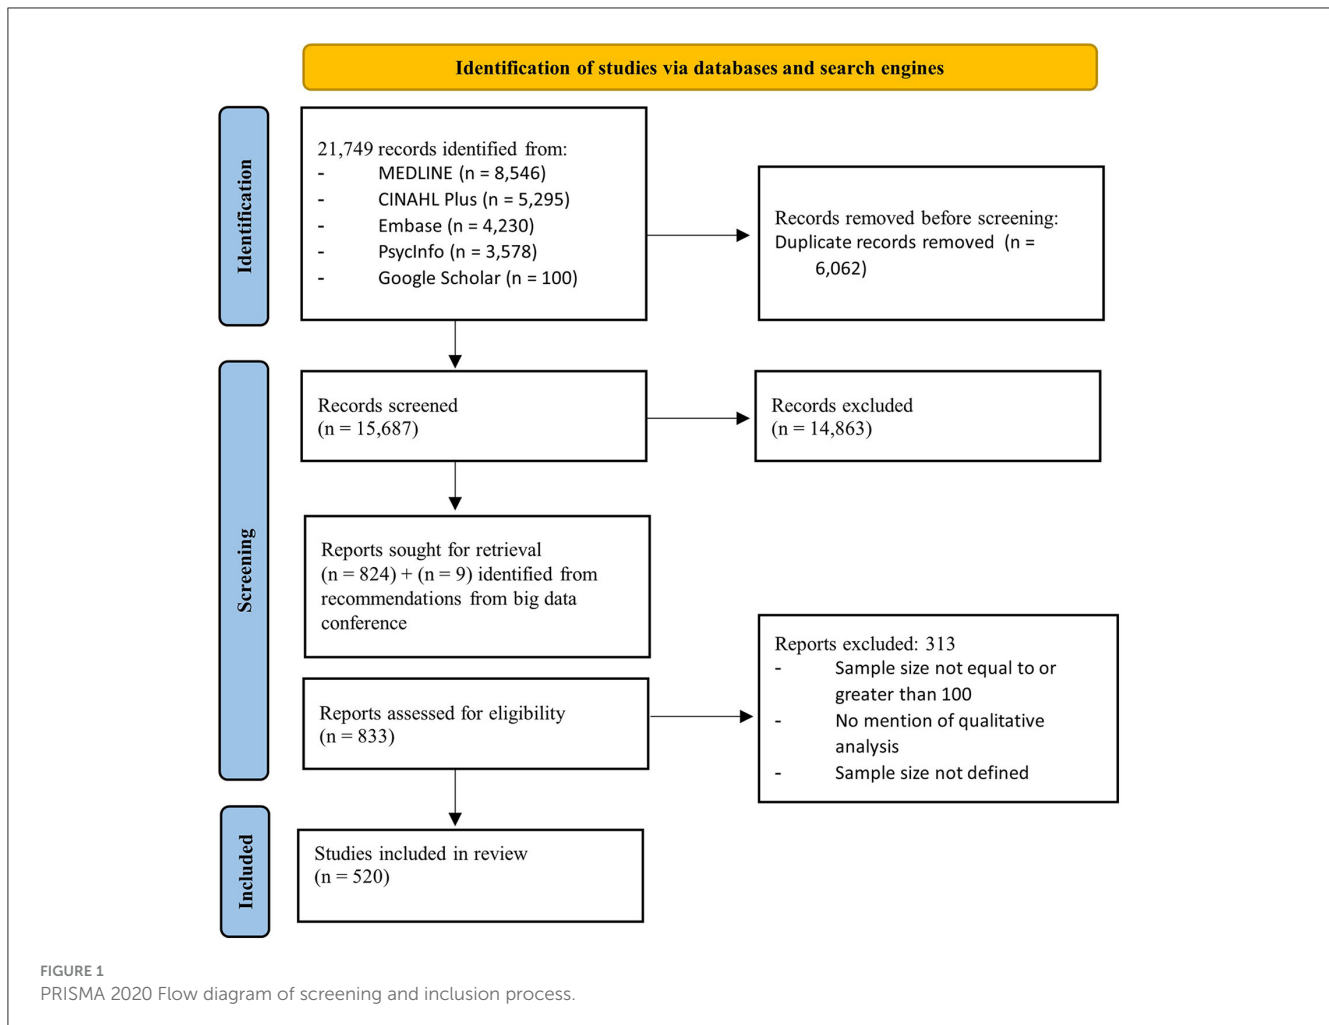 Identification of studies via databases and search engines
Identification
21,749 records identified from:
- MEDLINE (n = 8,546)
- CINAHL Plus (n = 5,295)
- Embase (n = 4,230)
- PsycInfo (n = 3,578)
- Google Scholar (n = 100)
Records removed before screening:
Duplicate records removed (n =
6,062)
Screening
Records screened
(n = 15,687)
Records excluded
(n = 14,863)
Reports sought for retrieval
(n = 824) + (n = 9) identified from
recommendations from big data
conference
Reports assessed for eligibility
(n = 833)
Reports excluded: 313
- Sample size not equal to or
greater than 100
- No mention of qualitative
analysis
- Sample size not defined
Included
Studies included in review
(n = 520)
FIGURE 1
PRISMA 2020 Flow diagram of screening and inclusion process.